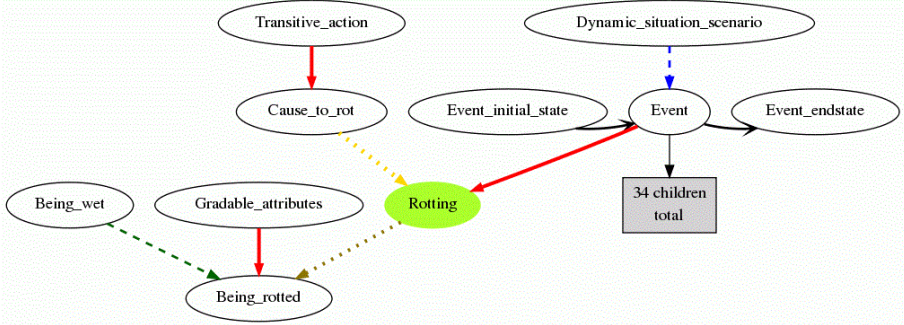 Transitive_action
Dynamic_situation_scenario
Cause_to_rot
Event_initial_state
Event
Event_endstate
Being_wet
Gradable_attributes
Rotting
34 children
total
Being_rotted